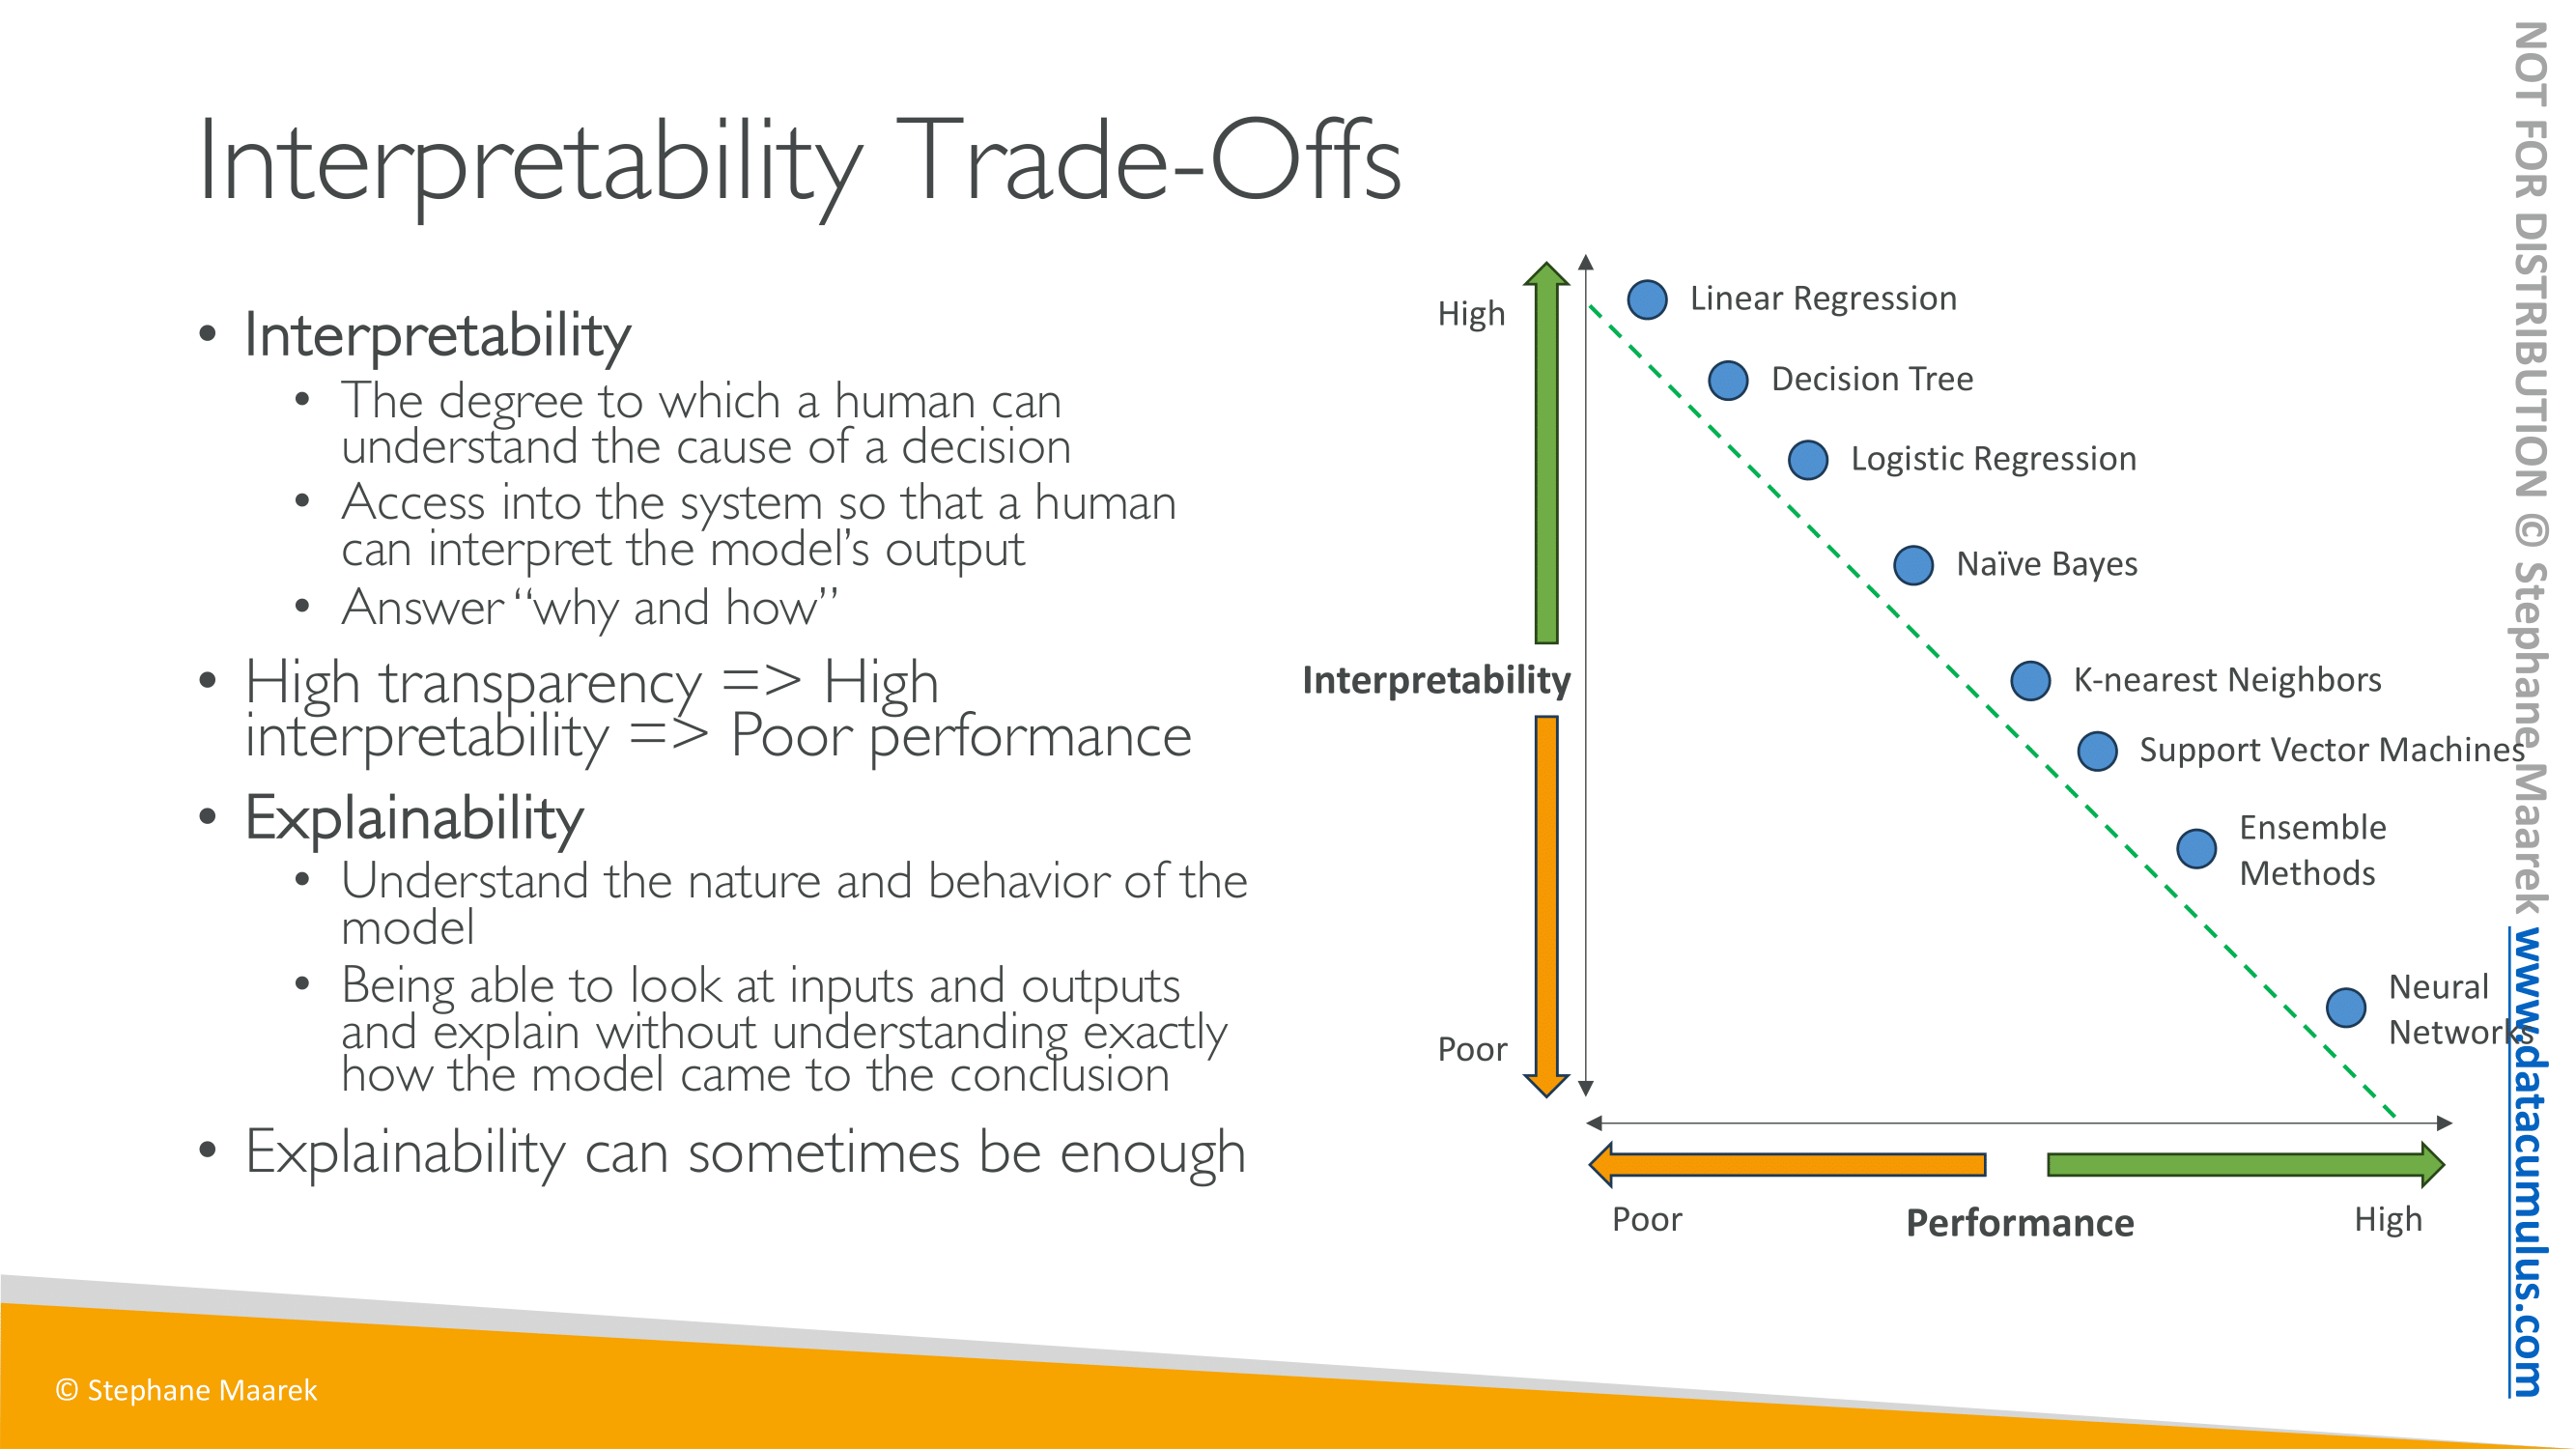 Interpretability Trade-Offs
• Interpretability
• The degree to which a human can
understand the cause of a decision
• Access into the system so that a human
can interpret the model’s output
• Answer “why and how”
• High transparency => High
interpretability => Poor performance
• Explainability
• Understand the nature and behavior of the
model
• Being able to look at inputs and outputs
and explain without understanding exactly
how the model came to the conclusion
• Explainability can sometimes be enough
High
Interpretability
Poor
Linear Regression
Decision Tree
Logistic Regression
Naïve Bayes
K-nearest Neighbors
Support Vector Machines
Ensemble
Methods
Neural
Networks
Poor
Performance
High
NOT FOR DISTRIBUTION © Stephane Maarek www.datacumulus.com
© Stephane Maarek